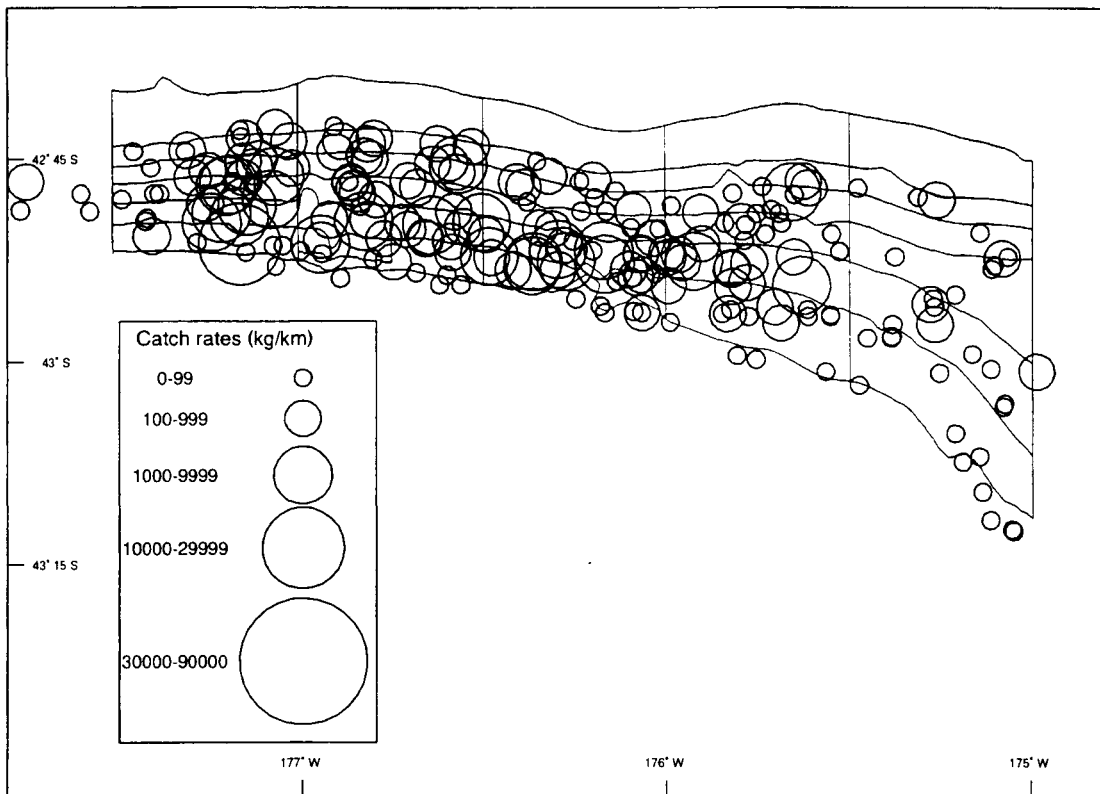 42° 45 S
Catch rates (kg/km)
0-99
43° S
100-999
1000-9999
10000-29999
43° 15 S
30000-90000
177° W
176° W
175° W